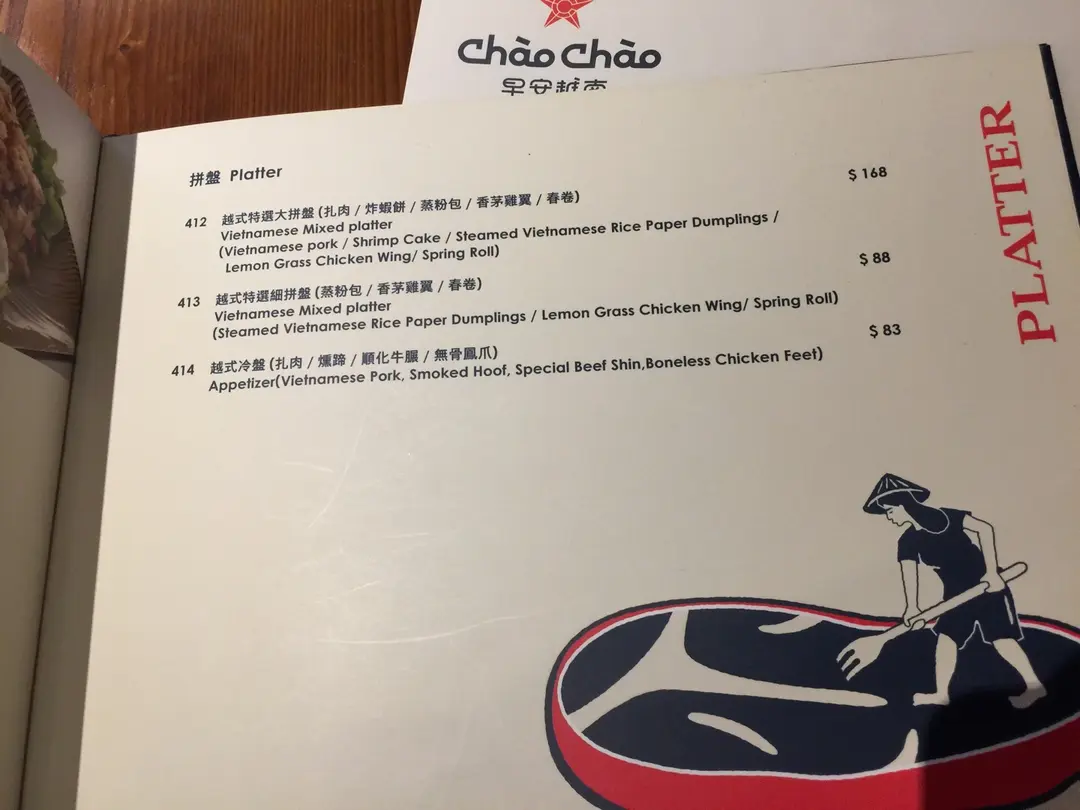 Chào Chào
早安越南
拼盤 Platter
$ 168
412 越式特選大拼盤 (扎肉 / 炸蝦餅 / 蒸粉包 / 香茅雞翼 / 春卷)
Vietnamese Mixed platter
(Vietnamese pork / Shrimp Cake / Steamed Vietnamese Rice Paper Dumplings /
Lemon Grass Chicken Wing/ Spring Roll)
$ 88
413 越式特選細拼盤 (蒸粉包 / 香茅雞翼 / 春卷)
Vietnamese Mixed platter
(Steamed Vietnamese Rice Paper Dumplings / Lemon Grass Chicken Wing/ Spring Roll)
$ 83
414 越式冷盤 (扎肉 / 燻蹄 / 順化牛𦟌 / 無骨鳳爪)
Appetizer(Vietnamese Pork, Smoked Hoof, Special Beef Shin,Boneless Chicken Feet)
PLATTER